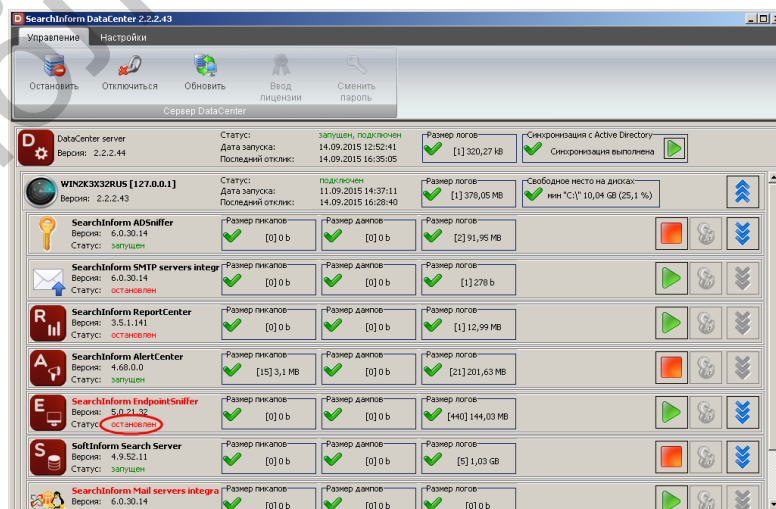 SearchInform DataCenter 2.2.2.43
Управление Настройки
Остановить Отключиться Обновить Ввод лицензии Сменить пароль
Сервер DataCenter
DataCenter server
Версия: 2.2.2.44
Статус: запущен, подключен
Дата запуска: 14.09.2015 12:52:41
Последний отклик: 14.09.2015 16:35:05
Размер логов
[1] 320,27 kB
Синхронизация с Active Directory
Синхронизация выполнена
WIN2K3X32RUS [127.0.0.1]
Версия: 2.2.2.43
Статус: подключен
Дата запуска: 11.09.2015 14:37:11
Последний отклик: 14.09.2015 16:28:40
Размер логов
[1] 378,05 MB
Свободное место на дисках
мин "C:\" 10,04 GB (25,1 %)
SearchInform ADSniffer
Версия: 6.0.30.14
Статус: запущен
Размер пикапов Размер дампов Размер логов
[0] 0 b [0] 0 b [2] 91,95 MB
SearchInform SMTP servers integr
Версия: 6.0.30.14
Статус: остановлен
Размер пикапов Размер дампов Размер логов
[0] 0 b [0] 0 b [1] 278 b
SearchInform ReportCenter
Версия: 3.5.1.141
Статус: остановлен
Размер пикапов Размер дампов Размер логов
[0] 0 b [0] 0 b [1] 12,99 MB
SearchInform AlertCenter
Версия: 4.68.0.0
Статус: запущен
Размер пикапов Размер дампов Размер логов
[15] 3,1 MB [0] 0 b [21] 201,63 MB
SearchInform EndpointSniffer
Версия: 5.0.21.32
Статус: остановлен
Размер пикапов Размер дампов Размер логов
[0] 0 b [0] 0 b [440] 144,03 MB
SoftInform Search Server
Версия: 4.9.52.11
Статус: запущен
Размер пикапов Размер дампов Размер логов
[0] 0 b [0] 0 b [5] 1,03 GB
SearchInform Mail servers integra
Версия: 6.0.30.14
Размер пикапов Размер дампов Размер логов
[0] 0 b [0] 0 b [0] 0 b